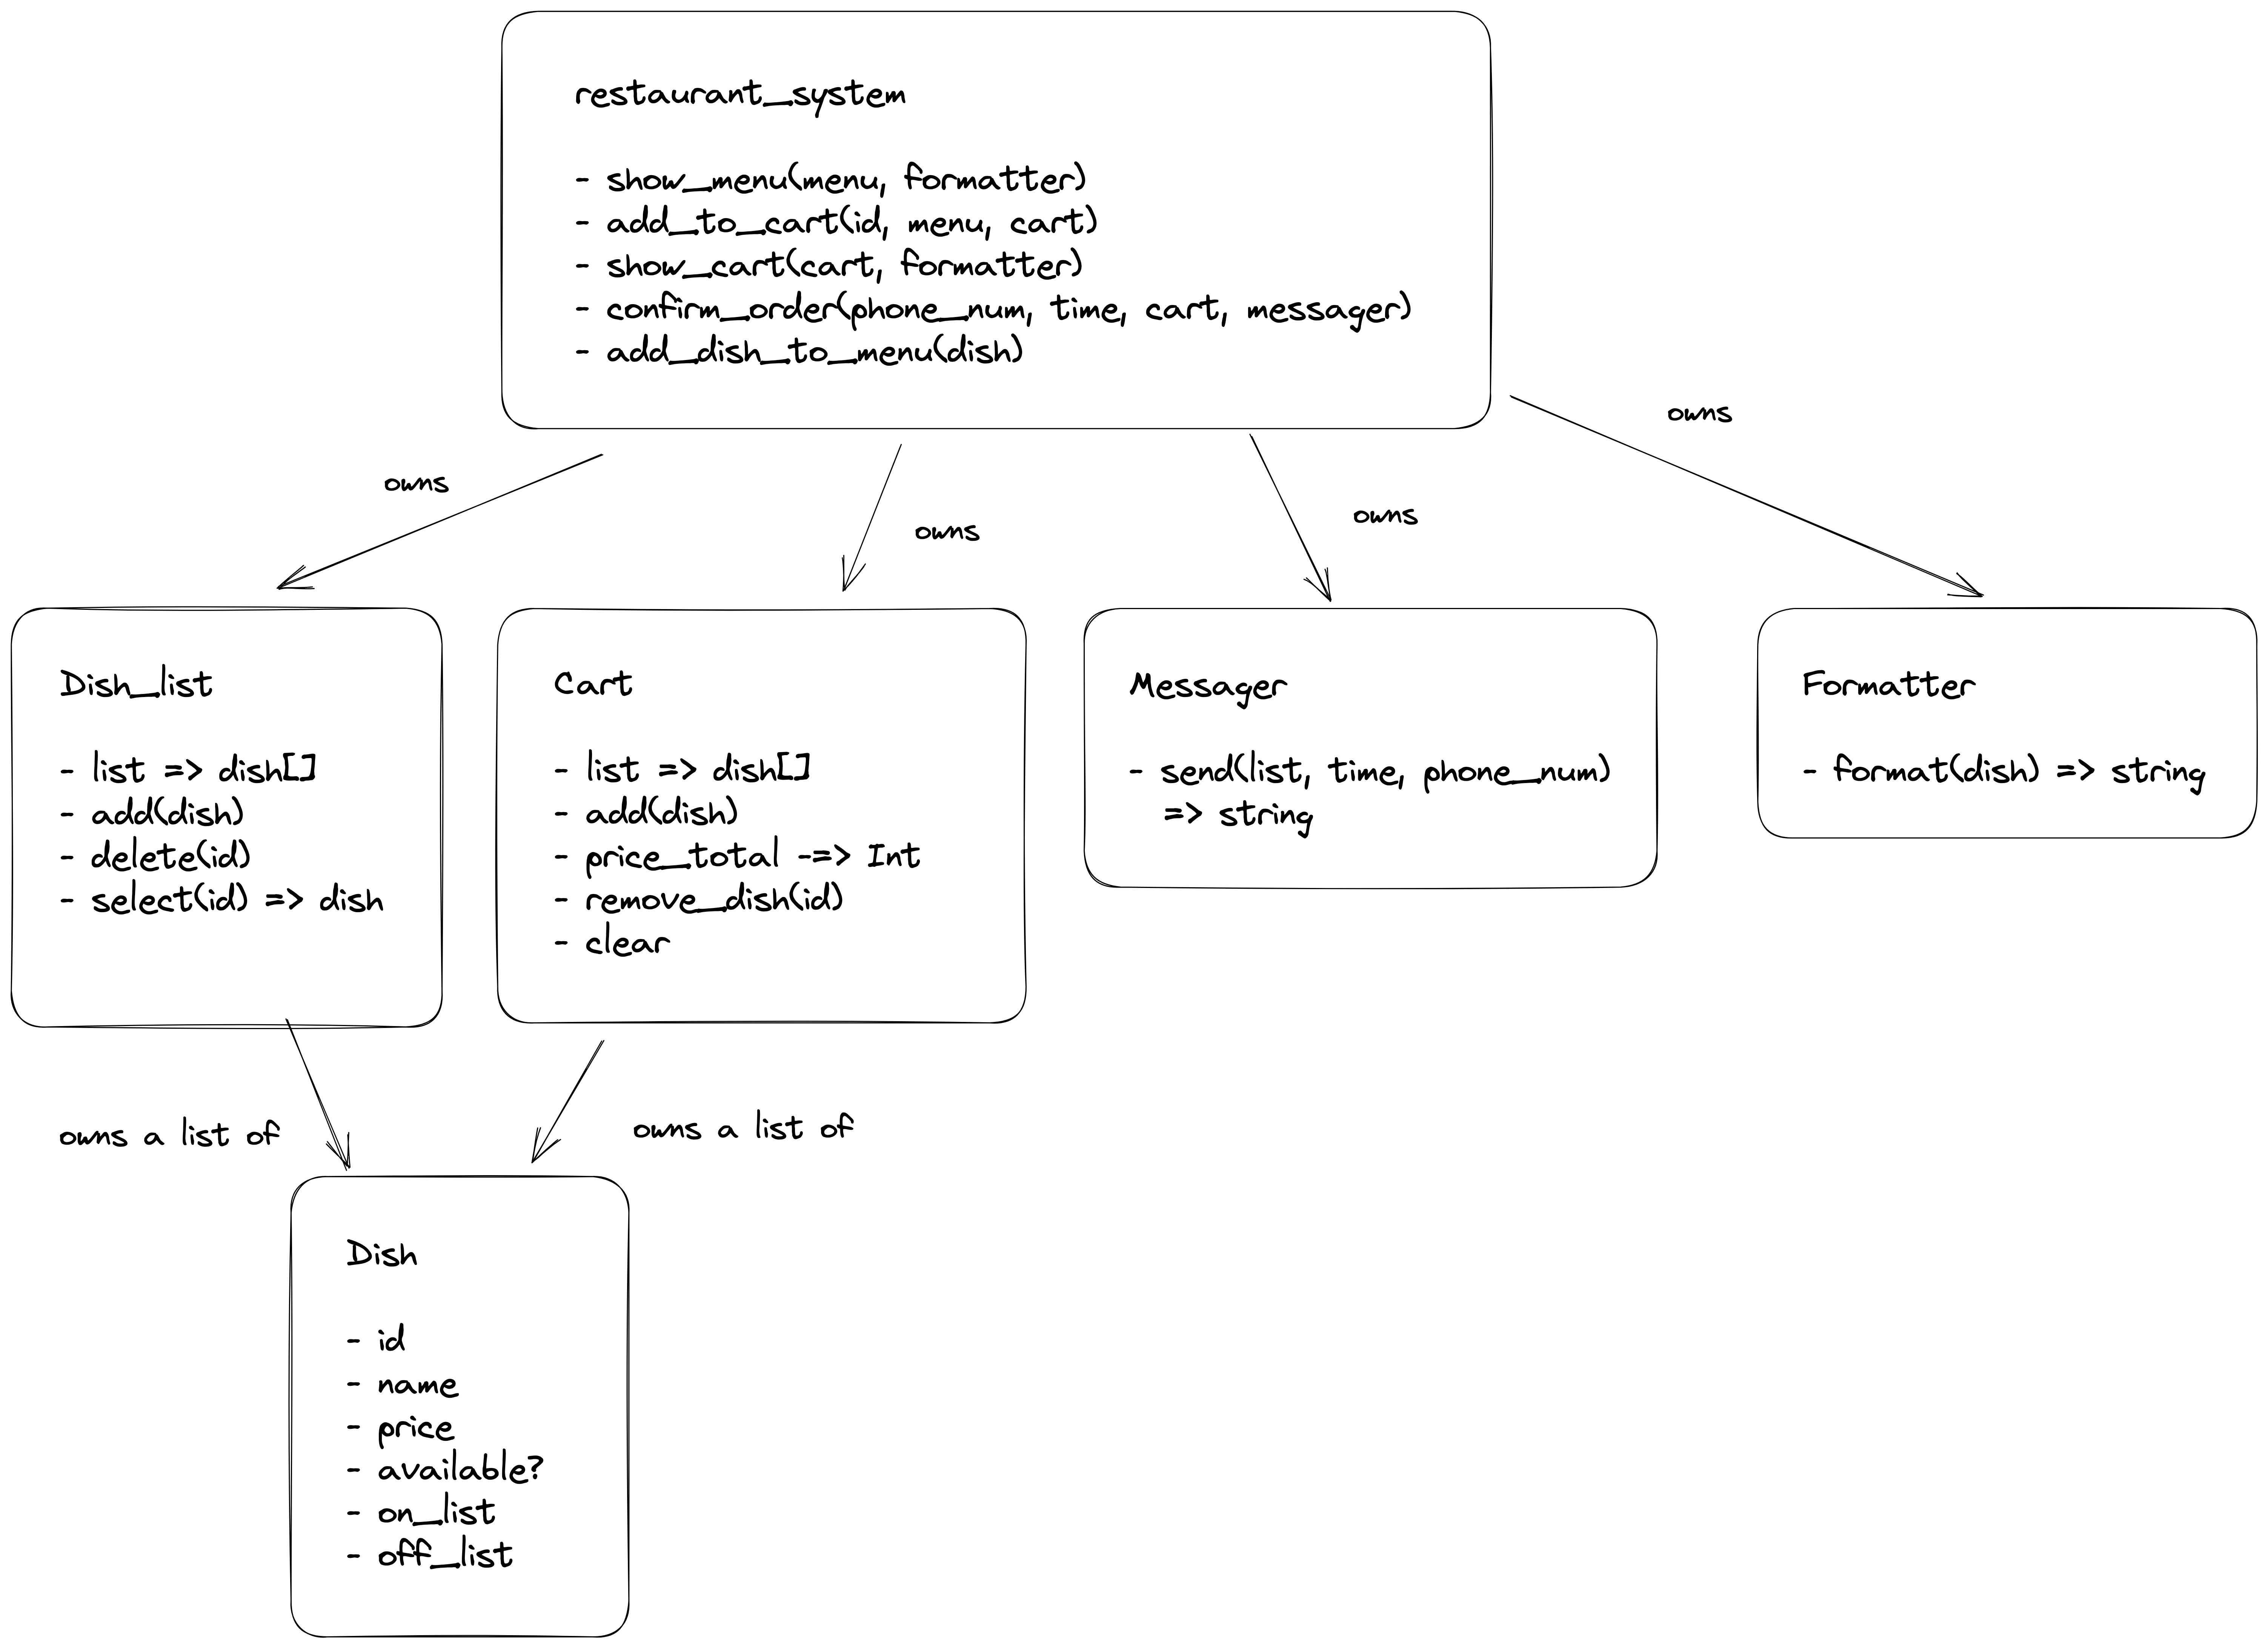 restaurant_system
- show_menu(menu, formatter)
- add_to_cart(id, menu, cart)
- show_cart(cart, formatter)
- confirm_order(phone_num, time, cart, messager)
- add_dish_to_menu(dish)
owns
owns
owns
owns
Dish_list
- list => dish[]
- add(dish)
- delete(id)
- select(id) => dish
Cart
- list => dish[]
- add(dish)
- price_total -=> Int
- remove_dish(id)
- clear
Messager
- send(list, time, phone_num)
=> string
Formatter
- format(dish) => string
owns a list of
owns a list of
Dish
- id
- name
- price
- available?
- on_list
- off_list